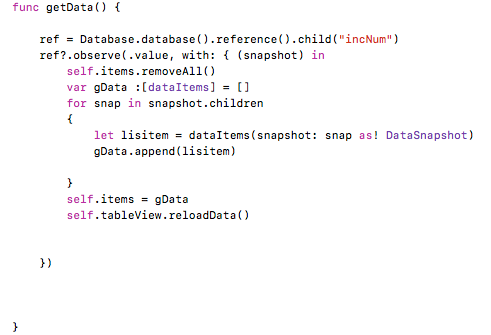 func getData() {
ref = Database.database().reference().child("incNum")
ref?.observe(.value, with: { (snapshot) in
self.items.removeAll()
var gData :[dataItems] = []
for snap in snapshot.children
{
let lisitem = dataItems(snapshot: snap as! DataSnapshot)
gData.append(lisitem)
}
self.items = gData
self.tableView.reloadData()
})
}